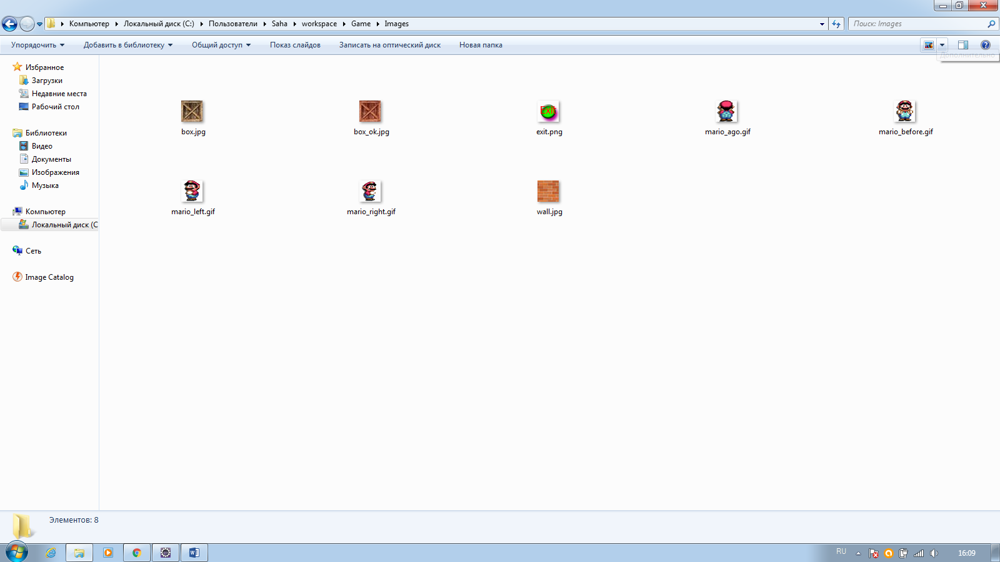 Компьютер Локальный диск (C:) Пользователи Saha workspace Game Images
Поиск: Images
Упорядочить Добавить в библиотеку Общий доступ Показ слайдов Записать на оптический диск Новая папка
Дополнительно
Избранное
Загрузки
Недавние места
Рабочий стол
Библиотеки
Видео
Документы
Изображения
Музыка
Компьютер
Локальный диск (C
Сеть
Image Catalog
EXIT
box.jpg box_ok.jpg exit.png mario_ago.gif mario_before.gif
mario_left.gif mario_right.gif wall.jpg
Элементов: 8
RU 16:09